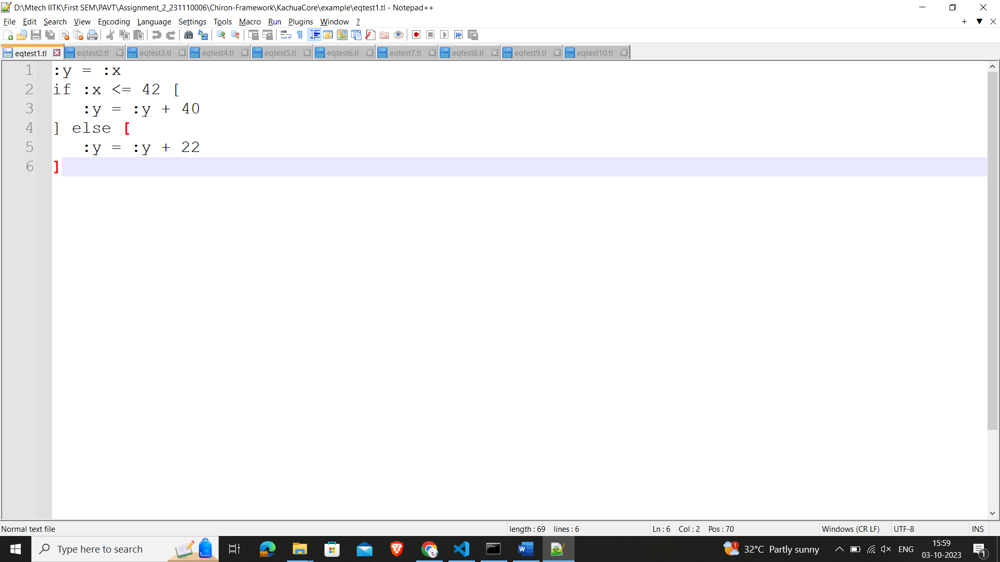 D:\Mtech IITK\First SEM\PAVT\Assignment_2_231110006\Chiron-Framework\KachuaCore\example\eqtest1.tl - Notepad++
File Edit Search View Encoding Language Settings Tools Macro Run Plugins Window ?
eqtest1.tl eqtest2.tl eqtest3.tl eqtest4.tl eqtest5.tl eqtest6.tl eqtest7.tl eqtest8.tl eqtest9.tl eqtest10.tl
1 :y = :x
2 if :x <= 42 [
3    :y = :y + 40
4 ] else [
5    :y = :y + 22
6 ]
Normal text file length : 69 lines : 6 Ln : 6 Col : 2 Pos : 70 Windows (CR LF) UTF-8 INS
Type here to search 1 32°C Partly sunny ENG 15:59 1
03-10-2023